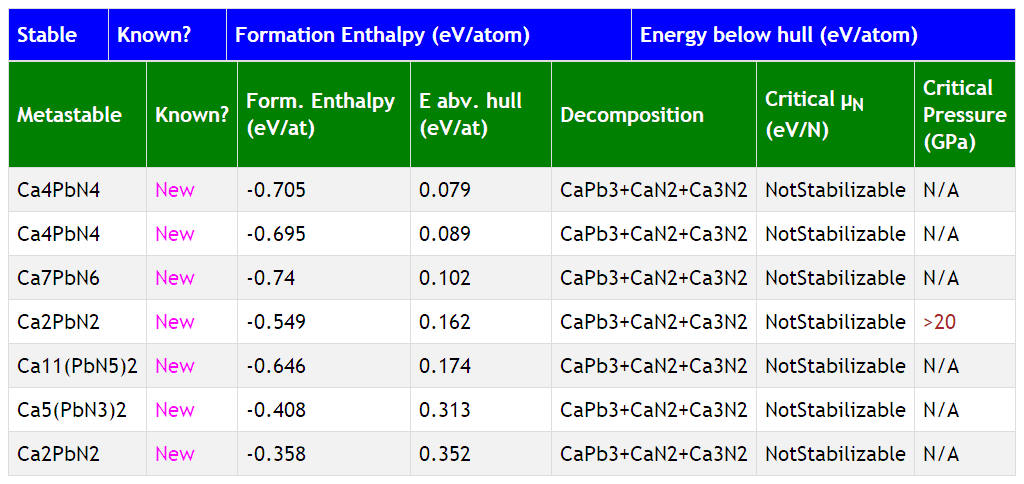 Stable Known? Formation Enthalpy (eV/atom) Energy below hull (eV/atom)
Metastable Known? Form. Enthalpy (eV/at) E abv. hull (eV/at) Decomposition Critical μN (eV/N) Critical Pressure (GPa)
Ca4PbN4 New -0.705 0.079 CaPb3+CaN2+Ca3N2 NotStabilizable N/A
Ca4PbN4 New -0.695 0.089 CaPb3+CaN2+Ca3N2 NotStabilizable N/A
Ca7PbN6 New -0.74 0.102 CaPb3+CaN2+Ca3N2 NotStabilizable N/A
Ca2PbN2 New -0.549 0.162 CaPb3+CaN2+Ca3N2 NotStabilizable >20
Ca11(PbN5)2 New -0.646 0.174 CaPb3+CaN2+Ca3N2 NotStabilizable N/A
Ca5(PbN3)2 New -0.408 0.313 CaPb3+CaN2+Ca3N2 NotStabilizable N/A
Ca2PbN2 New -0.358 0.352 CaPb3+CaN2+Ca3N2 NotStabilizable N/A